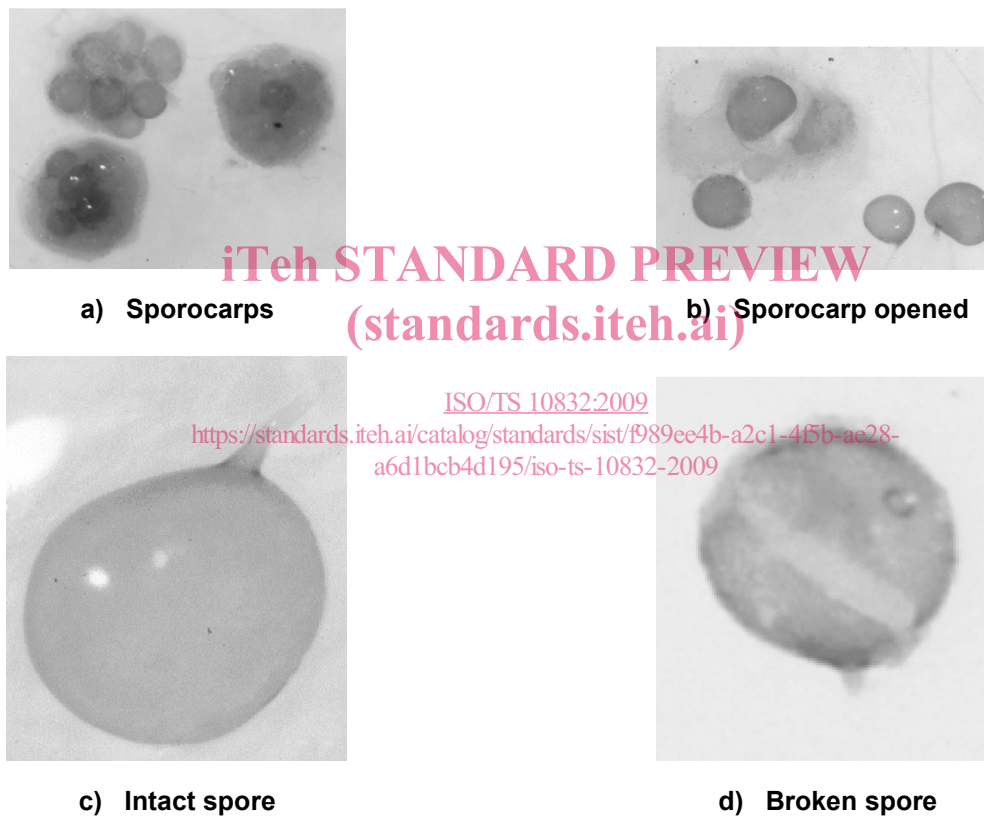 iTeh STANDARD PREVIEW
a) Sporocarps
b) Sporocarp opened
(standards.iteh.ai)
ISO/TS 10832:2009
https://standards.iteh.ai/catalog/standards/sist/f989ee4b-a2c1-4f5b-ae28-
a6d1bcb4d195/iso-ts-10832-2009
c) Intact spore
d) Broken spore